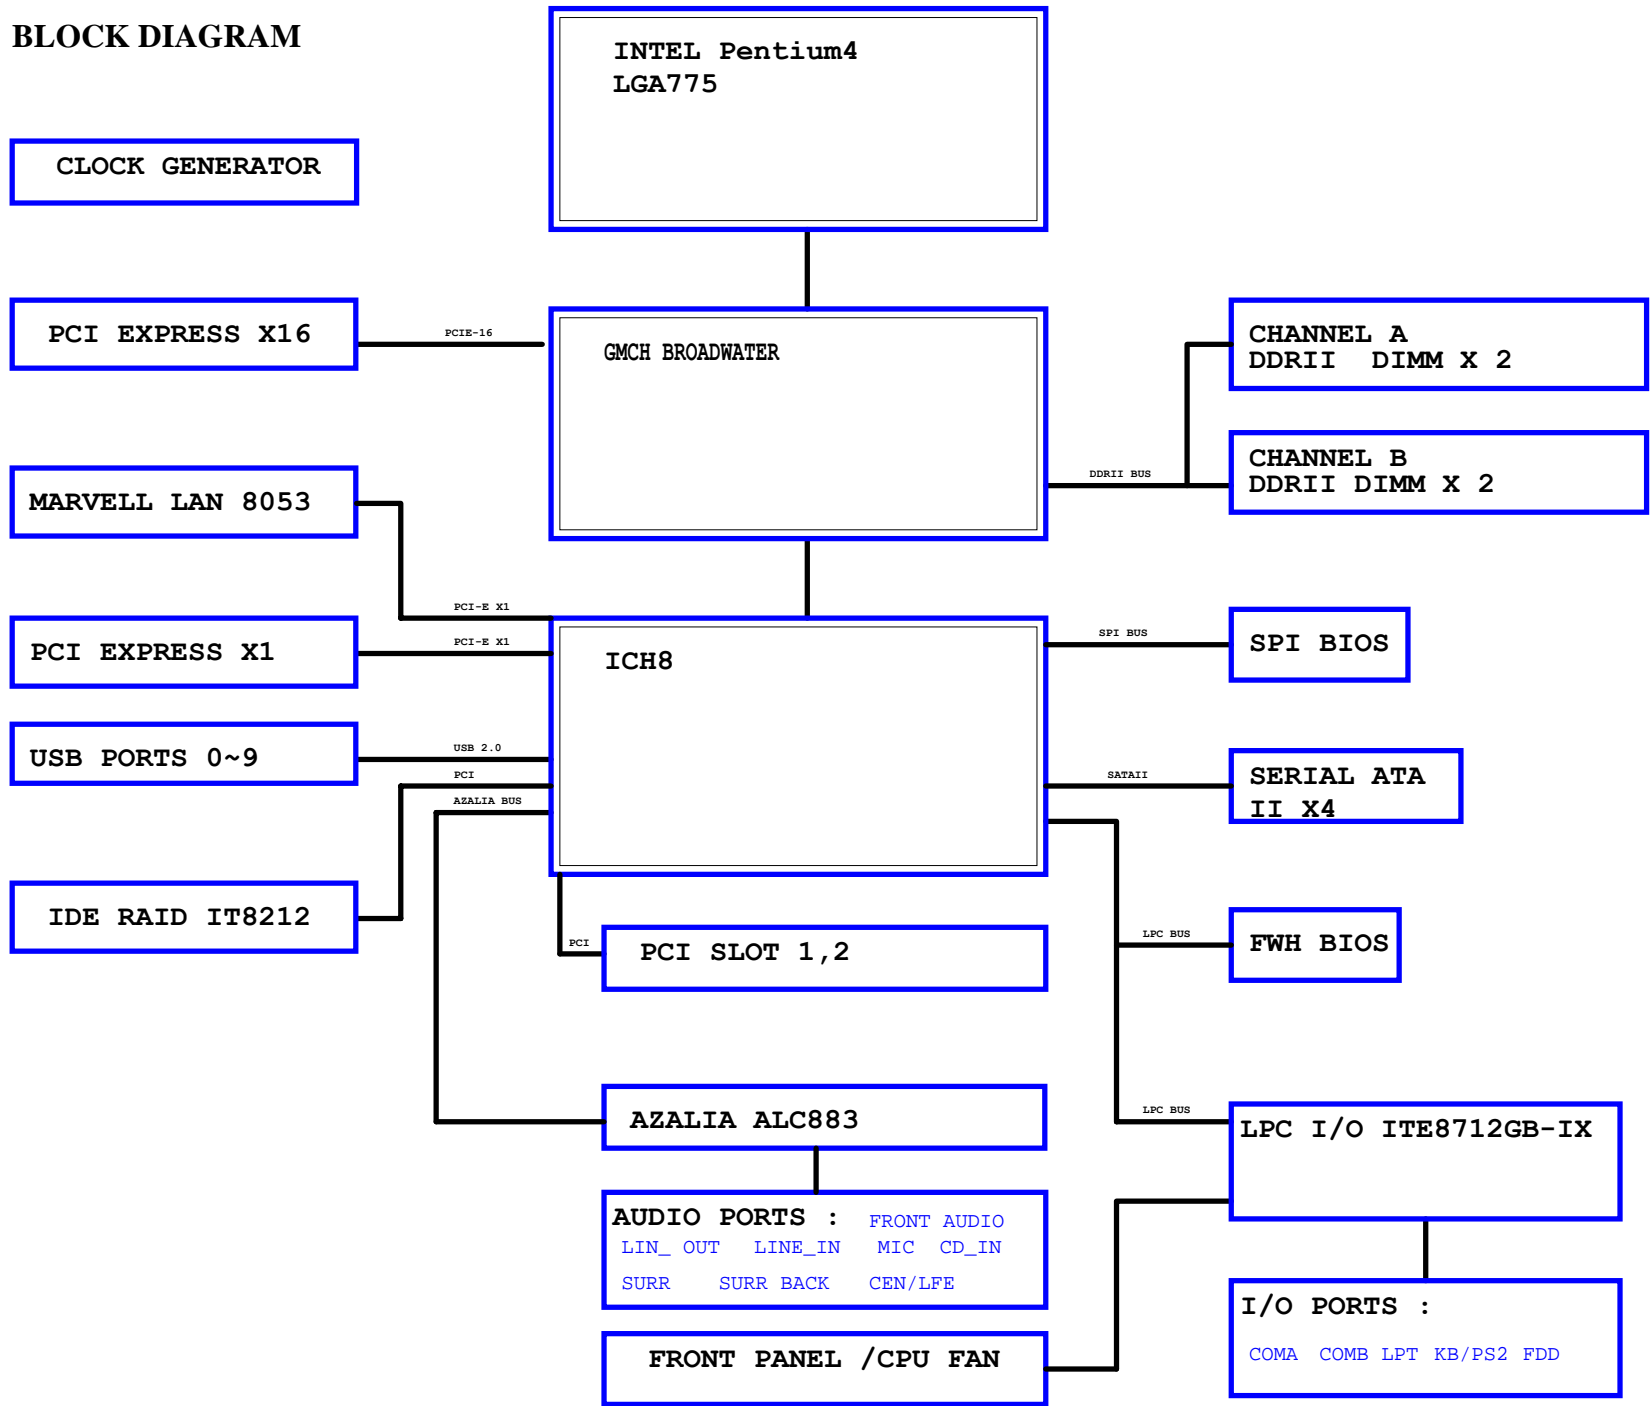 BLOCK DIAGRAM
INTEL Pentium4
LGA775
CLOCK GENERATOR
PCI EXPRESS X16
PCIE-16
GMCH BROADWATER
CHANNEL A
DDRII DIMM X 2
CHANNEL B
DDRII DIMM X 2
DDRII BUS
MARVELL LAN 8053
PCI-E X1
PCI EXPRESS X1
PCI-E X1
ICH8
SPI BUS
SPI BIOS
USB PORTS 0~9
USB 2.0
PCI
AZALIA BUS
SATAII
SERIAL ATA
II X4
IDE RAID IT8212
PCI
PCI SLOT 1,2
LPC BUS
FWH BIOS
AZALIA ALC883
LPC BUS
LPC I/O ITE8712GB-IX
AUDIO PORTS : FRONT AUDIO
LIN_ OUT LINE_IN MIC CD_IN
SURR SURR BACK CEN/LFE
I/O PORTS :
COMA COMB LPT KB/PS2 FDD
FRONT PANEL /CPU FAN